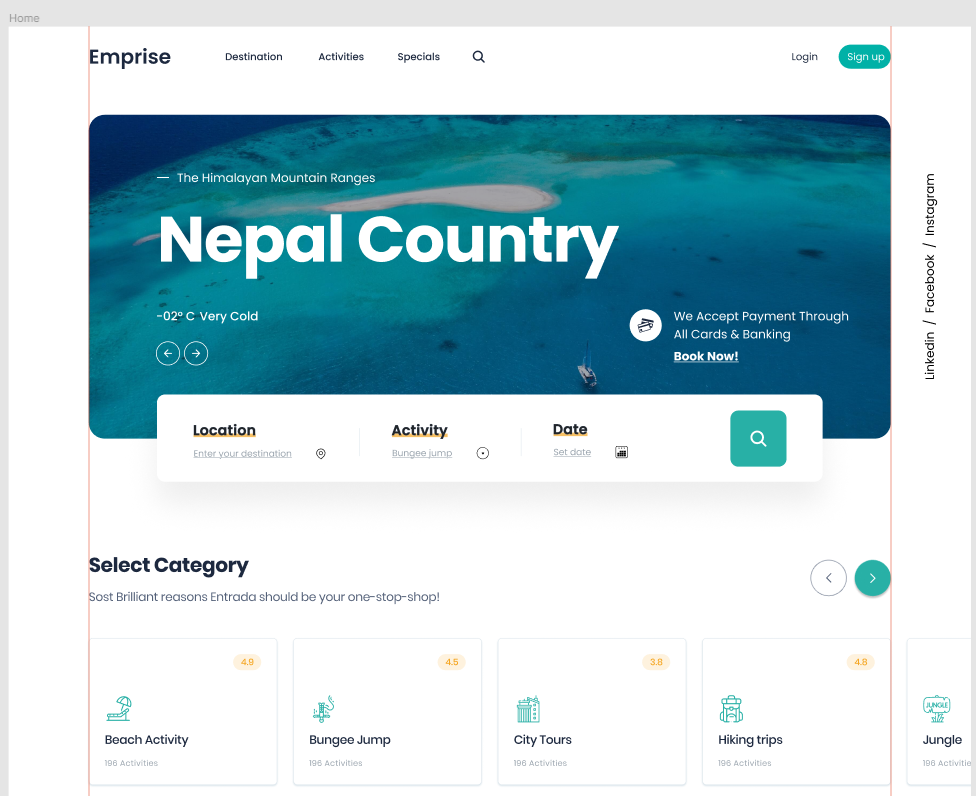 Home
Emprise
Destination
Activities
Specials
Login
Sign up
The Himalayan Mountain Ranges
Nepal Country
-02° C Very Cold
We Accept Payment Through
All Cards & Banking
Book Now!
Linkedin / Facebook / Instagram
Location
Enter your destination
Activity
Bungee jump
Date
Set date
Select Category
Sost Brilliant reasons Entrada should be your one-stop-shop!
4.9
Beach Activity
196 Activities
4.5
Bungee Jump
196 Activities
3.8
City Tours
196 Activities
4.8
Hiking trips
196 Activities
JUNGLE
Jungle
196 Activitie